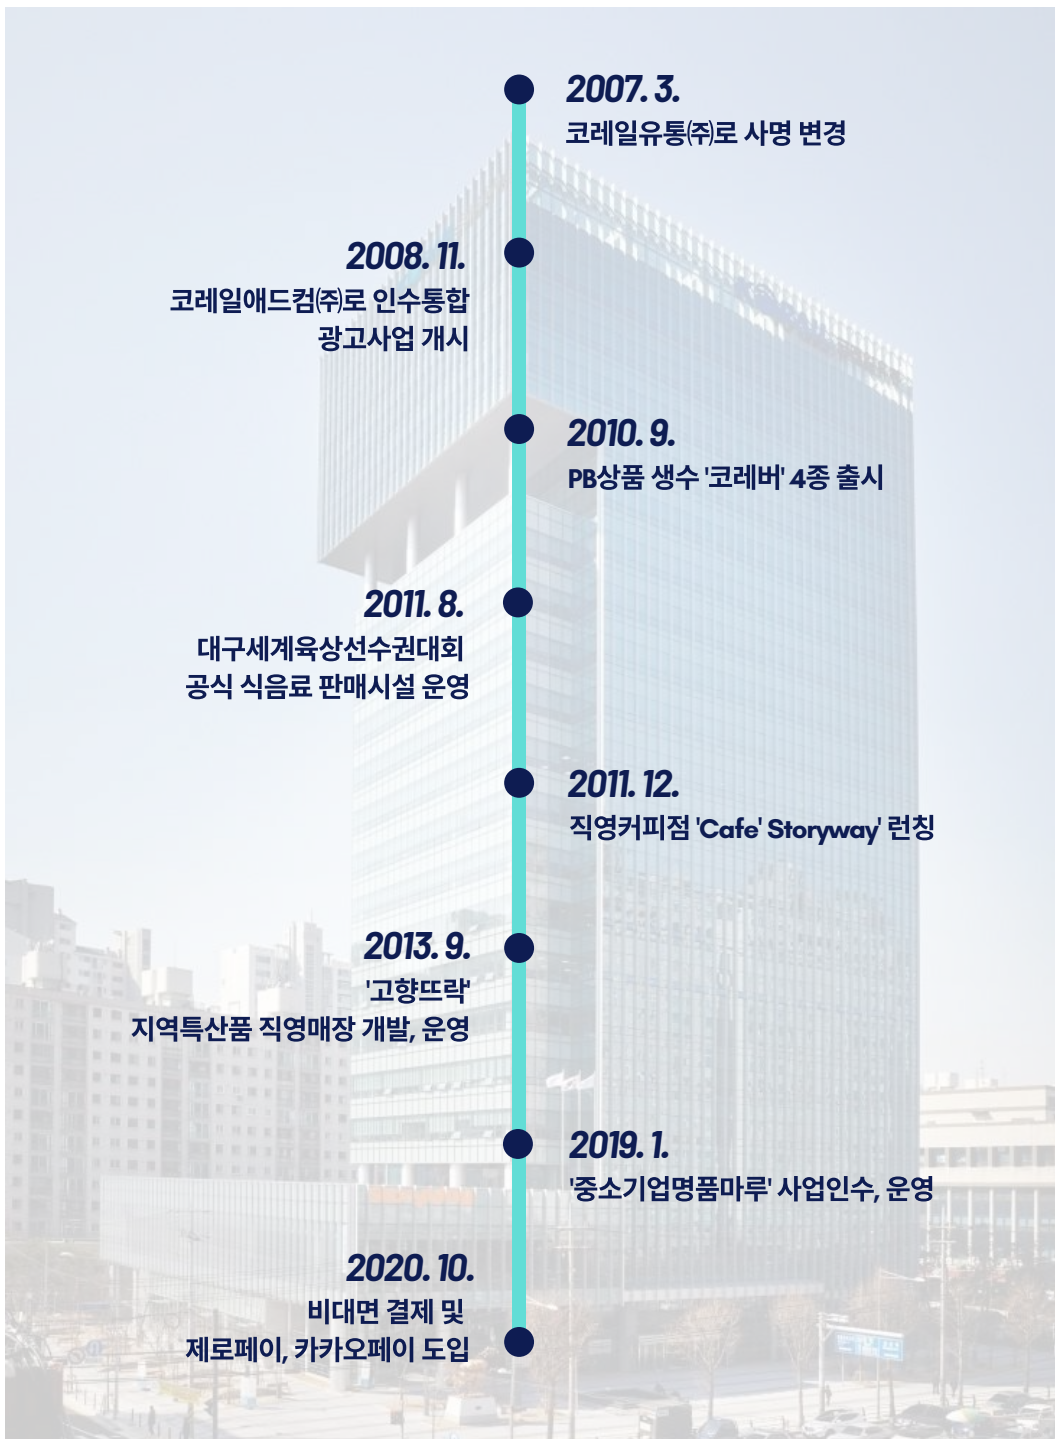 2007. 3.
코레일유통㈜로 사명 변경
2008. 11.
코레일애드컴㈜로 인수통합
광고사업 개시
2010. 9.
PB상품 생수 '코레버' 4종 출시
2011. 8.
대구세계육상선수권대회
공식 식음료 판매시설 운영
2011. 12.
직영커피점 'Cafe' Storyway' 런칭
2013. 9.
'고향뜨락'
지역특산품 직영매장 개발, 운영
2019. 1.
'중소기업명품마루' 사업인수, 운영
2020. 10.
비대면 결제 및
제로페이, 카카오페이 도입